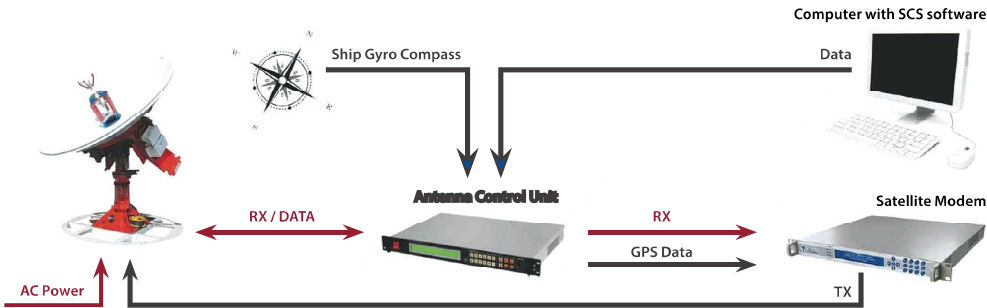 Computer with SCS software
Ship Gyro Compass
Data
Antenna Control Unit
Satellite Modem
RX / DATA
RX
GPS Data
AC Power
TX